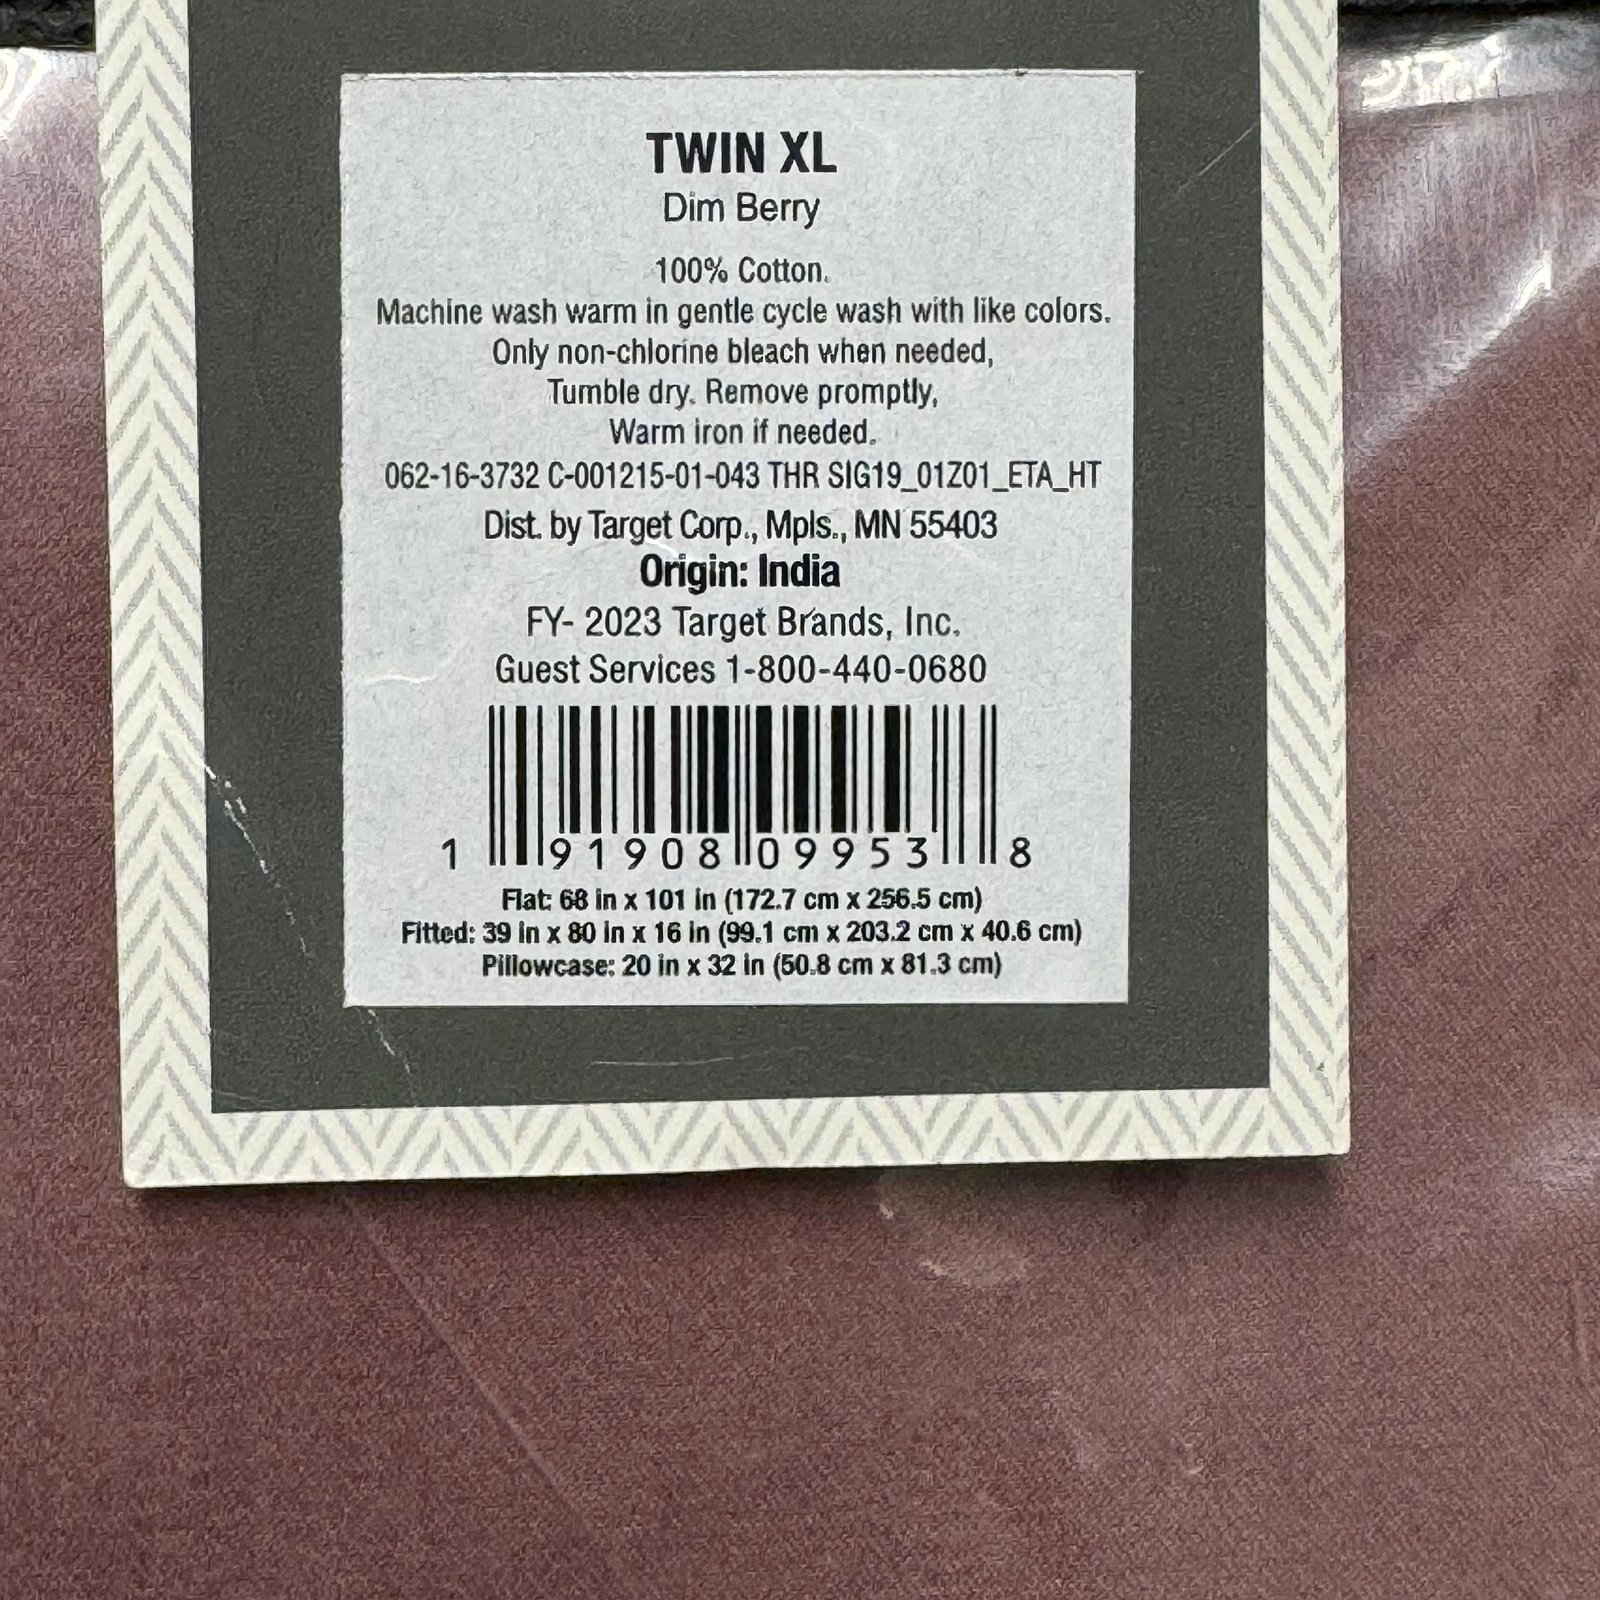 TWIN XL
Dim Berry
100% Cotton.
Machine wash warm in gentle cycle wash with like colors.
Only non-chlorine bleach when needed,
Tumble dry. Remove promptly,
Warm iron if needed.
062-16-3732 C-001215-01-043 THR SIG19_01Z01_ETA_HT
Dist. by Target Corp., Mpls., MN 55403
Origin: India
FY- 2023 Target Brands, Inc.
Guest Services 1-800-440-0680
1 91908 09953 8
Flat: 68 in x 101 in (172.7 cm x 256.5 cm)
Fitted: 39 in x 80 in x 16 in (99.1 cm x 203.2 cm x 40.6 cm)
Pillowcase: 20 in x 32 in (50.8 cm x 81.3 cm)